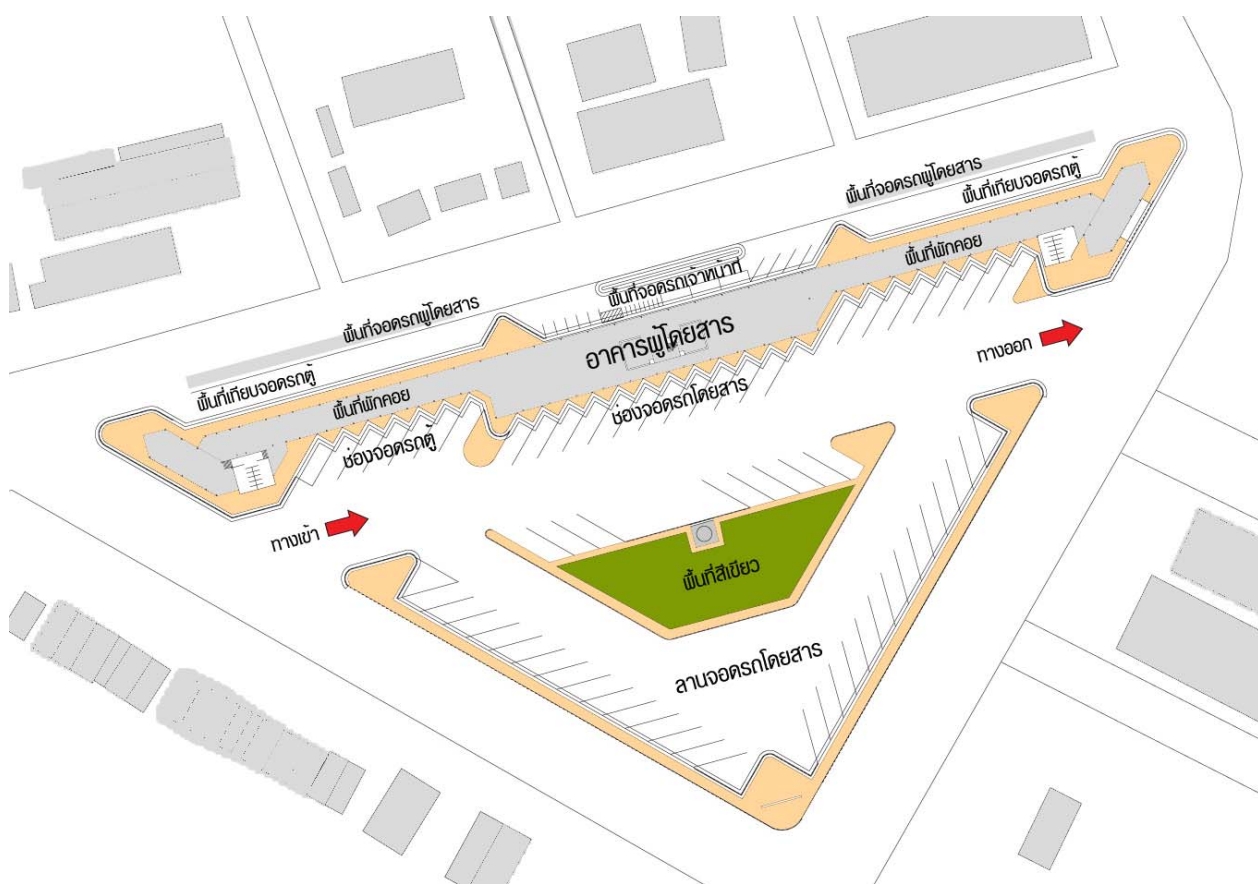 พื้นที่จอดรถผู้โดยสาร
พื้นที่เทียบจอดรถตู้
พื้นที่พักคอย
พื้นที่จอดรถเจ้าหน้าที่
พื้นที่จอดรถผู้โดยสาร
อาคารผู้โดยสาร
ทางออก
พื้นที่เทียบจอดรถตู้
พื้นที่พักคอย
ช่องจอดรถโดยสาร
ช่องจอดรถตู้
ทางเข้า
พื้นที่สีเขียว
ลานจอดรถโดยสาร